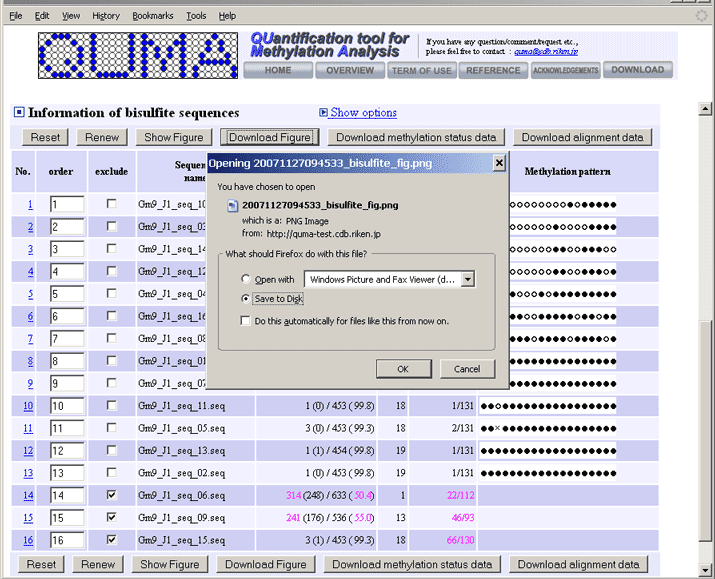 File Edit View History Bookmarks Tools Help
QUMA
QUantification tool for
Methylation Analysis
If you have any question/comment/request etc.,
please feel free to contact : quma@cdb.riken.jp
HOME OVERVIEW TERM OF USE REFERENCE ACKNOWLEDGEMENTS DOWNLOAD
Information of bisulfite sequences
Show options
Reset Renew Show Figure Download Figure Download methylation status data Download alignment data
No. order exclude Methylation pattern
Opening 20071127094533_bisulfite_fig.png
You have chosen to open
20071127094533_bisulfite_fig.png
which is a: PNG Image
from: http://quma-test.cdb.riken.jp
What should Firefox do with this file?
Open with Windows Picture and Fax Viewer (d...
Save to Disk
Do this automatically for files like this from now on.
OK Cancel
1 1
2 2
3 3
4 4
5 5
6 6
7 7
8 8
9 9
10 10 Gm9_J1_seq_11.seq 1 (0) / 453 ( 99.8) 18 1/131
11 11 Gm9_J1_seq_05.seq 3 (0) / 453 ( 99.3) 18 2/131
12 12 Gm9_J1_seq_13.seq 1 (1) / 454 ( 99.8) 19 1/131
13 13 Gm9_J1_seq_02.seq 1 (0) / 453 ( 99.8) 19 1/131
14 14 Gm9_J1_seq_06.seq 314 (248) / 633 ( 50.4) 1 22/112
15 15 Gm9_J1_seq_09.seq 241 (176) / 536 ( 55.0) 13 46/93
16 16 Gm9_J1_seq_15.seq 3 (1) / 453 ( 99.3) 18 66/130
Reset Renew Show Figure Download Figure Download methylation status data Download alignment data